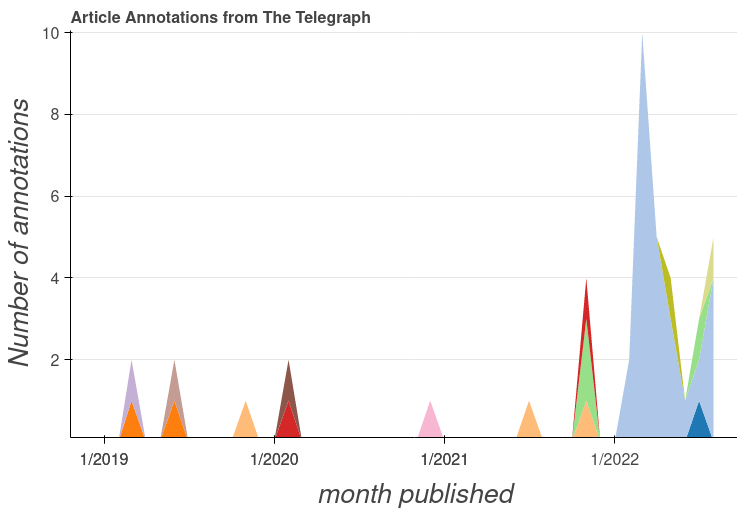 Article Annotations from The Telegraph
10
8
6
4
2
Number of annotations
1/2019 1/2020 1/2021 1/2022
month published